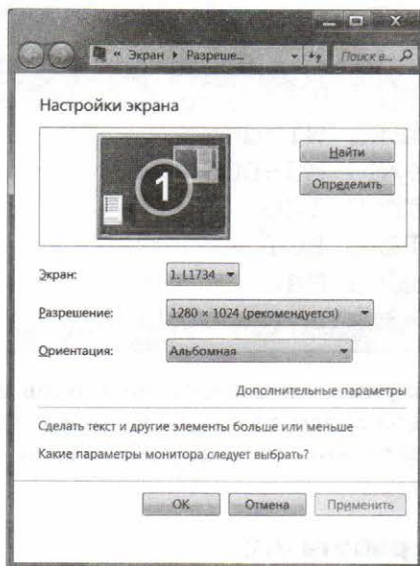 « Экран ▸ Разреше... Поиск в...
Настройки экрана
1
Найти
Определить
Экран: 1. L1734
Разрешение: 1280 × 1024 (рекомендуется)
Ориентация: Альбомная
Дополнительные параметры
Сделать текст и другие элементы больше или меньше
Какие параметры монитора следует выбрать?
ОК Отмена Применить